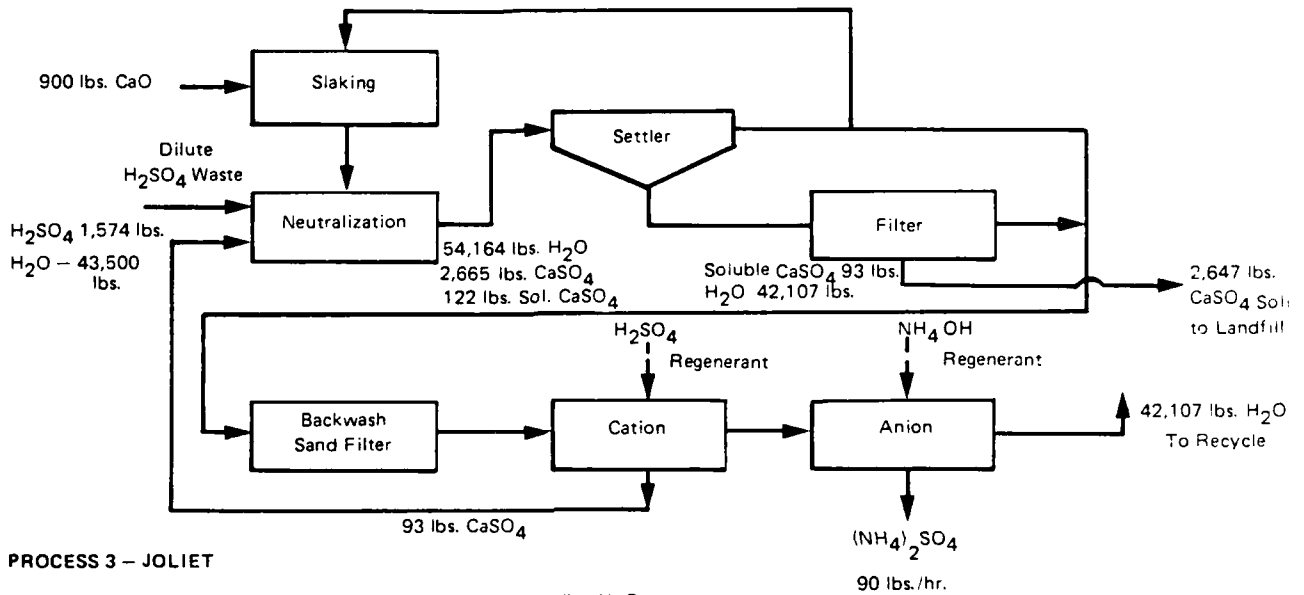 900 lbs. CaO
Slaking
Dilute
H2SO4 Waste
Settler
H2SO4 1,574 lbs.
H2O – 43,500
lbs.
Neutralization
54,164 lbs. H2O
2,665 lbs. CaSO4
122 lbs. Sol. CaSO4
Filter
Soluble CaSO4 93 lbs.
H2O 42,107 lbs.
2,647 lbs.
CaSO4 Sol
to Landfill
H2SO4
Regenerant
NH4OH
Regenerant
Backwash
Sand Filter
Cation
Anion
42,107 lbs. H2O
To Recycle
93 lbs. CaSO4
(NH4)2SO4
90 lbs./hr.
PROCESS 3 – JOLIET